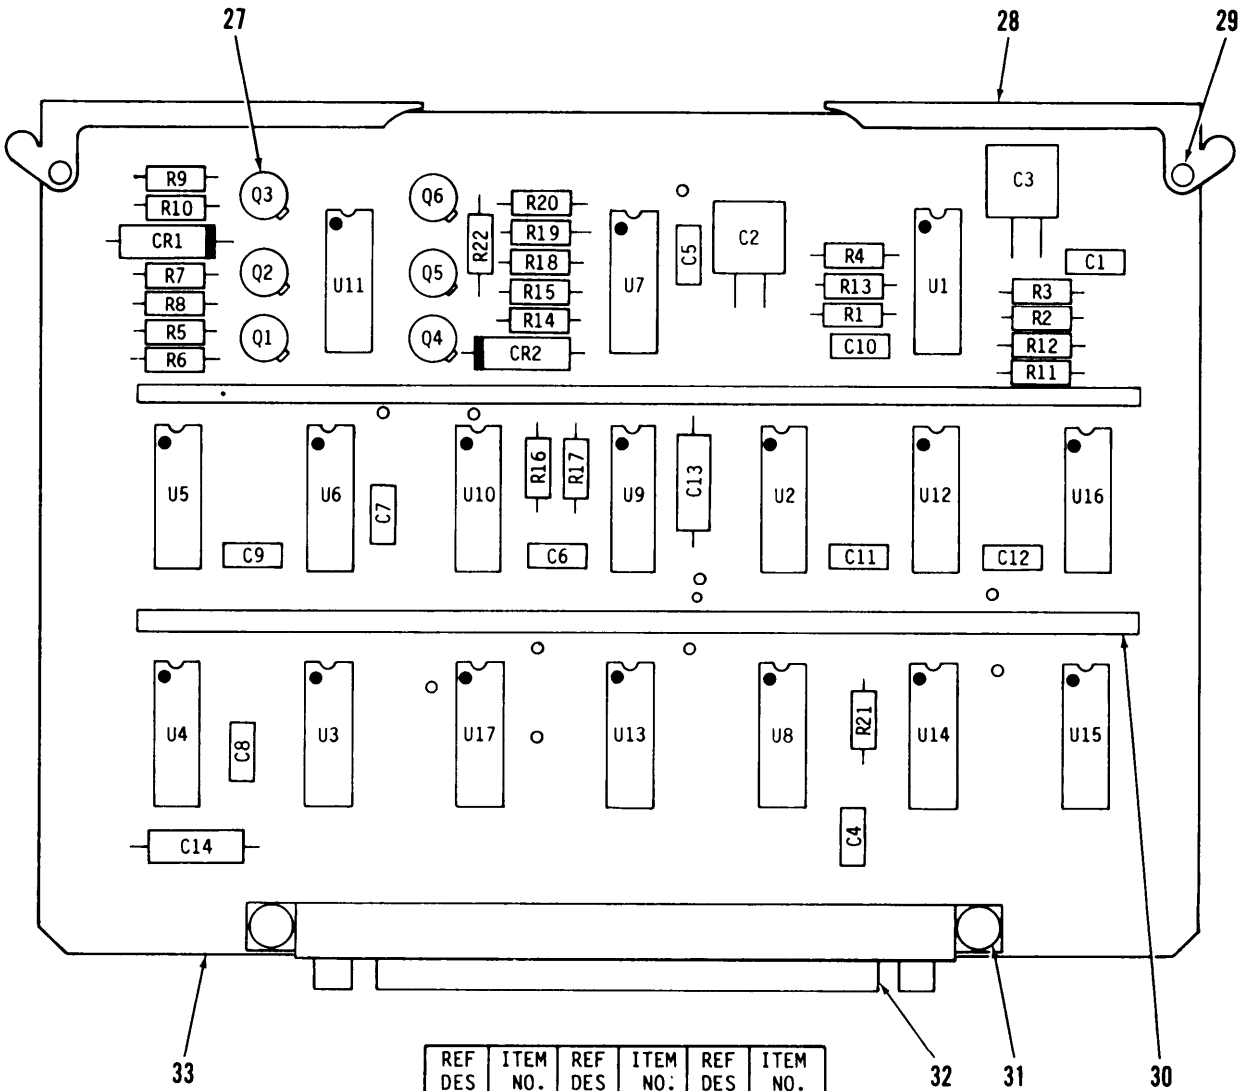 27
28
29
R9
R10
CR1
R7
R8
R5
R6
Q3
Q2
Q1
U11
Q6
Q5
Q4
R22
R20
R19
R18
R15
R14
CR2
U7
C5
C2
R4
R13
R1
C10
U1
C3
C1
R3
R2
R12
R11
U5
C9
U6
C7
U10
R16
R17
C6
U9
C13
U2
C11
U12
C12
U16
U4
C8
U3
U17
U13
U8
R21
U14
U15
C14
C4
33
32
31
30
REF DES ITEM NO. REF DES ITEM NO. REF DES ITEM NO.